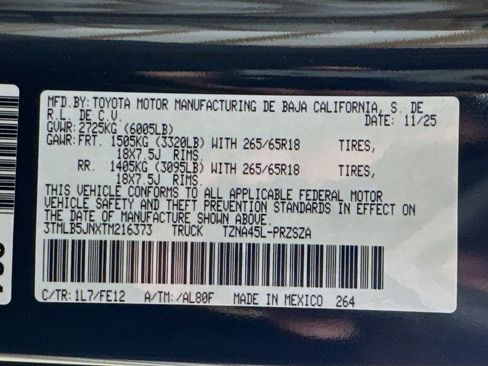 MFD.BY:TOYOTA MOTOR MANUFACTURING DE BAJA CALIFORNIA, S. DE
R.L. DE C.V. DATE: 11/25
GVWR:2725KG (6005LB)
GAWR:FRT. 1505KG (3320LB) WITH 265/65R18 TIRES,
18X7.5J RIMS.
RR. 1405KG (3095LB) WITH 265/65R18 TIRES,
18X7.5J RIMS.
THIS VEHICLE CONFORMS TO ALL APPLICABLE FEDERAL MOTOR
VEHICLE SAFETY AND THEFT PREVENTION STANDARDS IN EFFECT ON
THE DATE OF MANUFACTURE SHOWN ABOVE.
3TMLB5JNXTM216373 TRUCK TZNA45L-PRZSZA
C/TR:1L7/FE12 A/TM:/AL80F MADE IN MEXICO 264